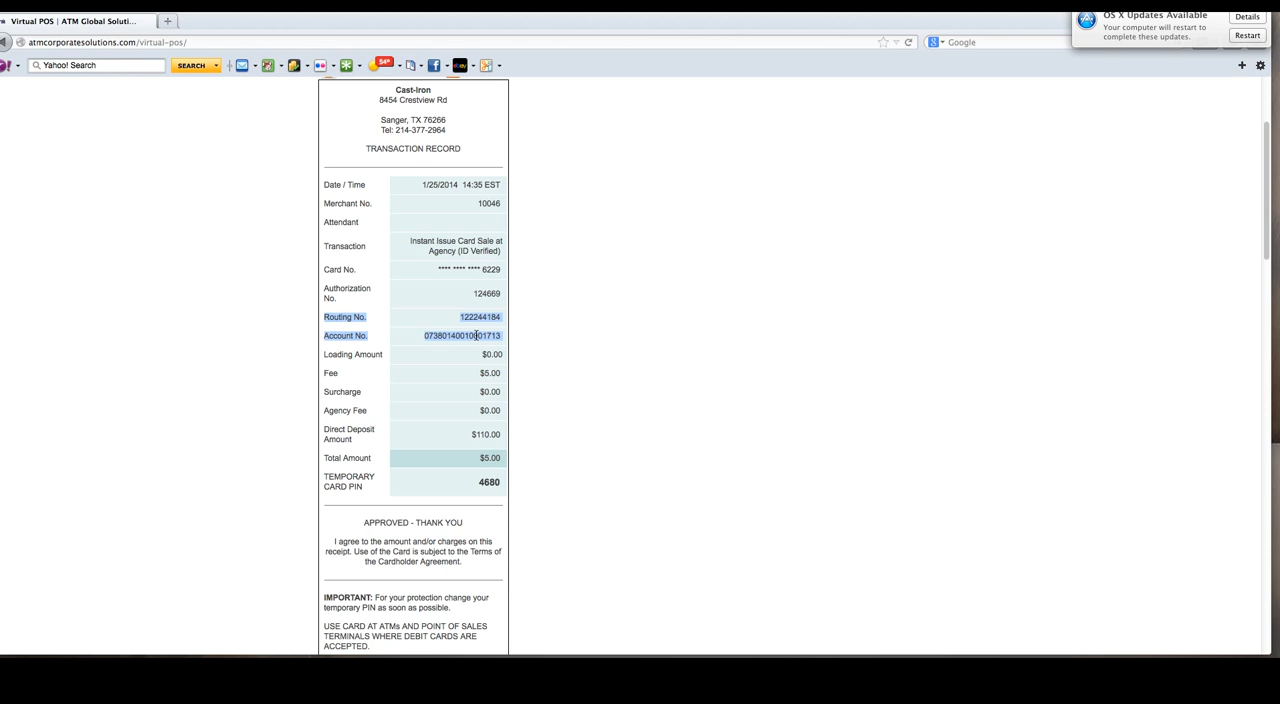 Virtual POS | ATM Global Soluti...
OS X Updates Available
Your computer will restart to
complete these updates.
Details
Restart
atmcorporatesolutions.com/virtual-pos/
Google
Yahoo! Search
SEARCH
54°
Cast-Iron
8454 Crestview Rd
Sanger, TX 76266
Tel: 214-377-2964
TRANSACTION RECORD
Date / Time 1/25/2014 14:35 EST
Merchant No. 10046
Attendant
Transaction Instant Issue Card Sale at
Agency (ID Verified)
Card No. **** **** **** 6229
Authorization
No. 124669
Routing No. 122244184
Account No.
Loading Amount $0.00
Fee $5.00
Surcharge $0.00
Agency Fee $0.00
Direct Deposit
Amount $110.00
Total Amount $5.00
TEMPORARY
CARD PIN 4680
APPROVED - THANK YOU
I agree to the amount and/or charges on this
receipt. Use of the Card is subject to the Terms of
the Cardholder Agreement.
IMPORTANT: For your protection change your
temporary PIN as soon as possible.
USE CARD AT ATMs AND POINT OF SALES
TERMINALS WHERE DEBIT CARDS ARE
ACCEPTED.